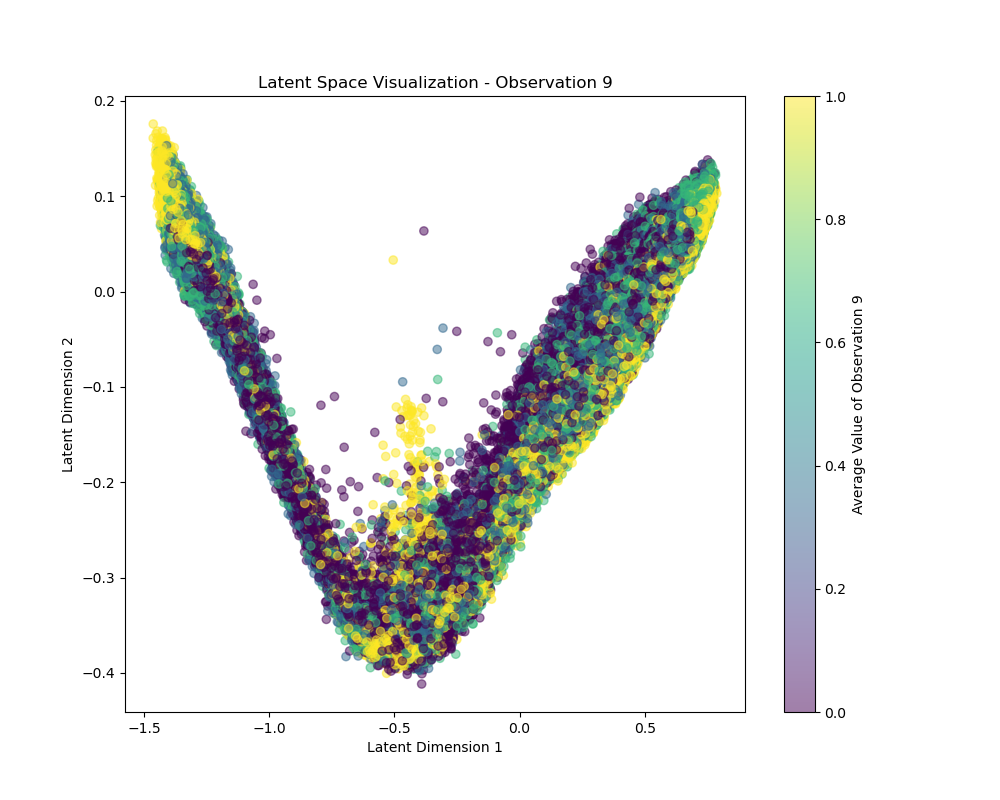 Latent Space Visualization - Observation 9
0.2
0.1
0.0
−0.1
−0.2
−0.3
−0.4
Latent Dimension 2
−1.5 −1.0 −0.5 0.0 0.5
Latent Dimension 1
1.0
0.8
0.6
0.4
0.2
0.0
Average Value of Observation 9